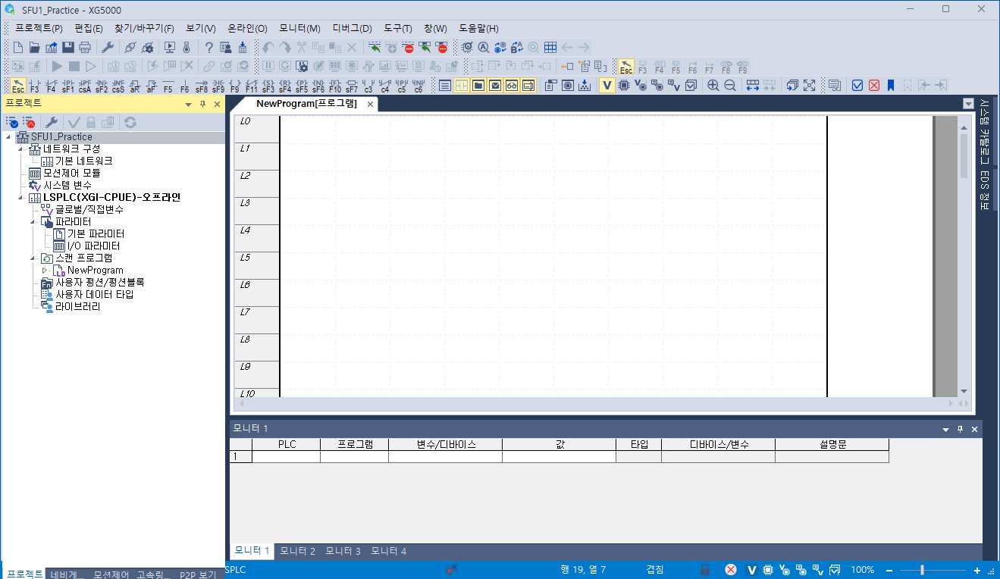 SFU1_Practice - XG5000
프로젝트(P) 편집(E) 찾기/바꾸기(F) 보기(V) 온라인(O) 모니터(M) 디버그(D) 도구(T) 창(W) 도움말(H)
Esc F3 F4 F5 F6 F7 F8 F9
Esc F3 F4 sF1 csA sF2 csS aR aF F5 F6 sF8 sF9 F9 F11 sF3 sF4 sF5 sF6 F10 sF7 c3 c4 c5 c6
프로젝트
SFU1_Practice
네트워크 구성
기본 네트워크
모션제어 모듈
시스템 변수
LSPLC(XGI-CPUE)-오프라인
글로벌/직접변수
파라미터
기본 파라미터
I/O 파라미터
스캔 프로그램
NewProgram
사용자 펑션/펑션블록
사용자 데이터 타입
라이브러리
NewProgram[프로그램]
L0
L1
L2
L3
L4
L5
L6
L7
L8
L9
L10
시스템 카탈로그
EDS 정보
모니터 1
PLC 프로그램 변수/디바이스 값 타입 디바이스/변수 설명문
1
모니터 1 모니터 2 모니터 3 모니터 4
프로젝트 네비게... 모션제어 고속링... P2P 보기
SPLC 행 19, 열 7 겹침 100%